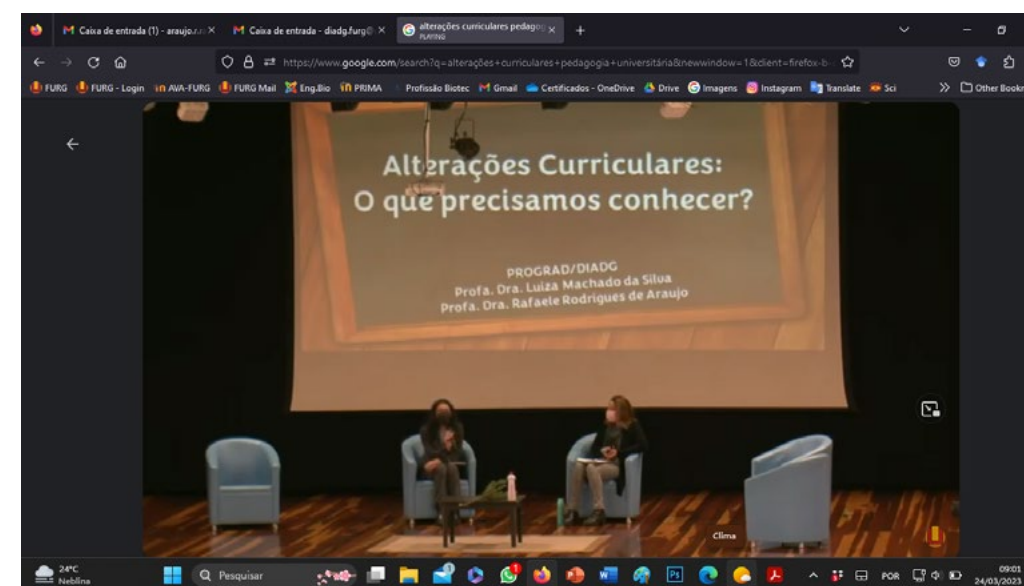 Caixa de entrada (1) - araujo.r.r
Caixa de entrada - diadg.furg@
alterações curriculares pedagog
PLAYING
https://www.google.com/search?q=alterações+curriculares+pedagogia+universitária&newwindow=1&client=firefox-b-
FURG
FURG - Login
AVA-FURG
FURG Mail
Eng.Bio
PRIMA
Profissão Biotec
Gmail
Certificados - OneDrive
Drive
Imagens
Instagram
Translate
Sci
Other Bookr
Alterações Curriculares:
O que precisamos conhecer?
PROGRAD/DIADG
Profa. Dra. Luiza Machado da Silva
Profa. Dra. Rafaele Rodrigues de Araujo
Clima
24°C
Neblina
Pesquisar
POR
09:01
24/03/2023